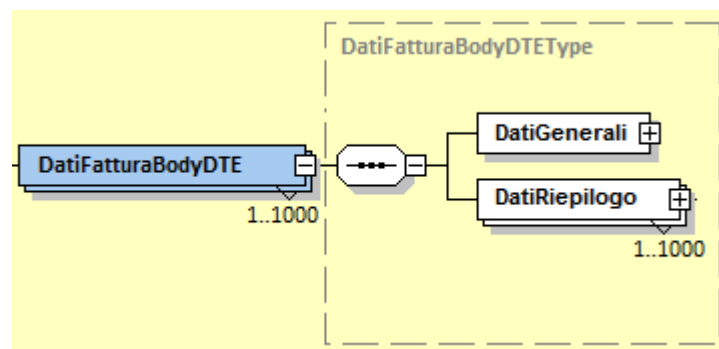 DatiFatturaBodyDTEType
DatiGenerali
DatiFatturaBodyDTE
1..1000
DatiRiepilogo
1..1000